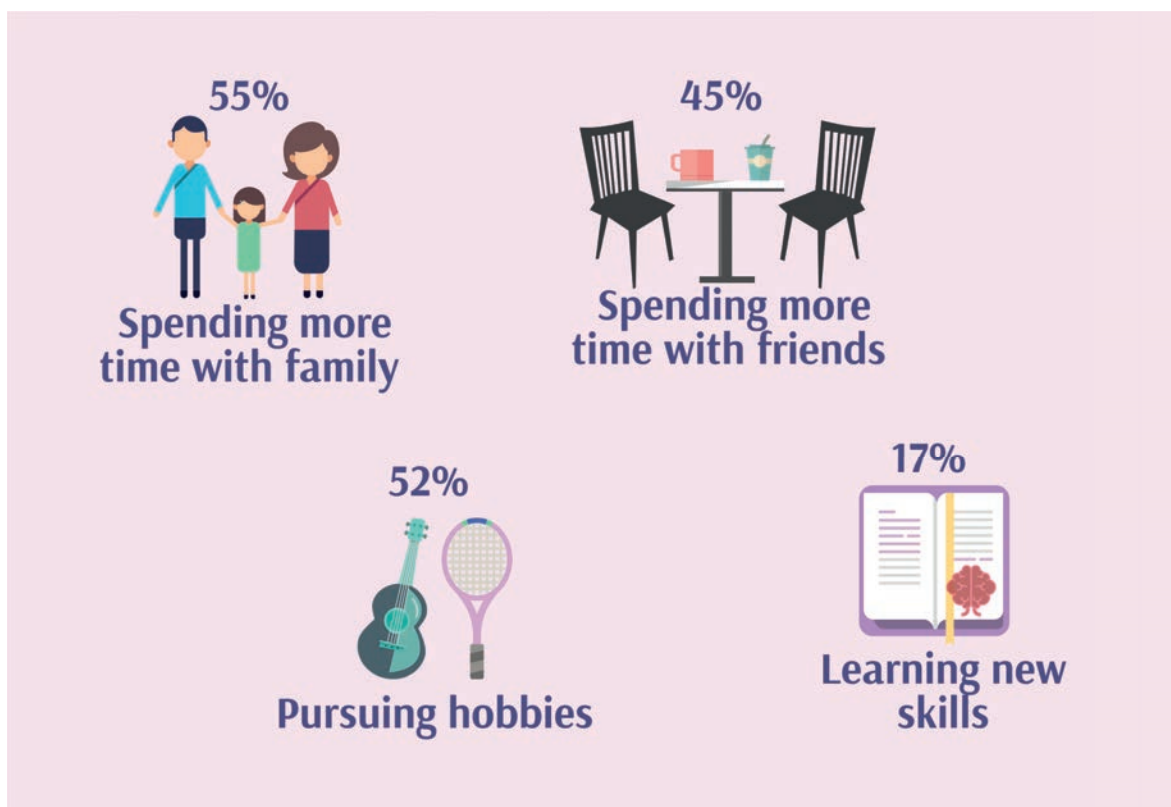 55%
Spending more
time with family
45%
Spending more
time with friends
52%
Pursuing hobbies
17%
Learning new
skills